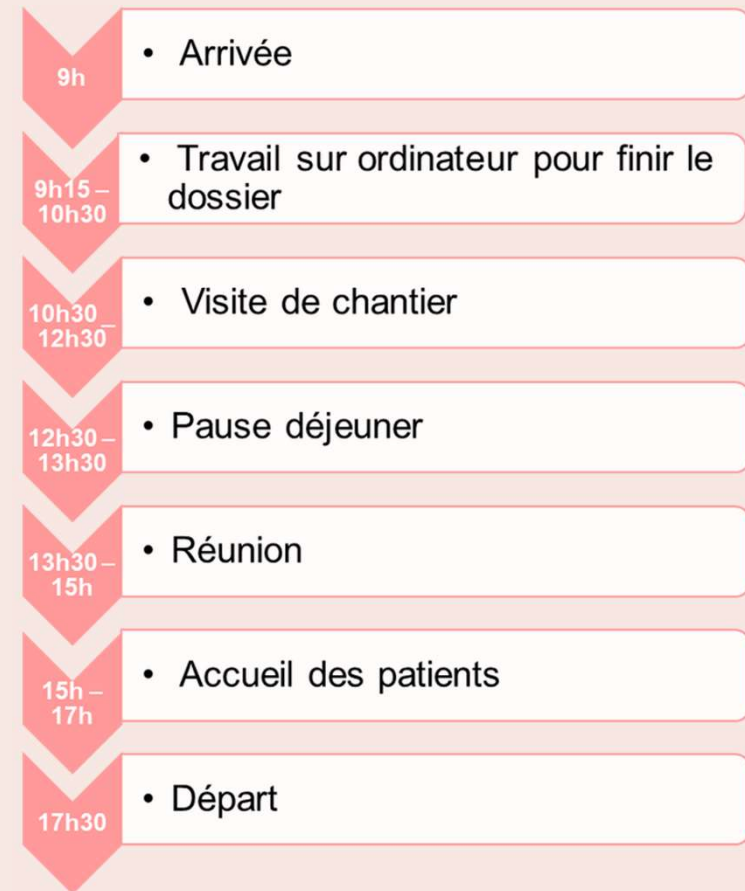 9h
• Arrivée
9h15 –
10h30
• Travail sur ordinateur pour finir le
dossier
10h30 –
12h30
• Visite de chantier
12h30 –
13h30
• Pause déjeuner
13h30 –
15h
• Réunion
15h –
17h
• Accueil des patients
17h30
• Départ